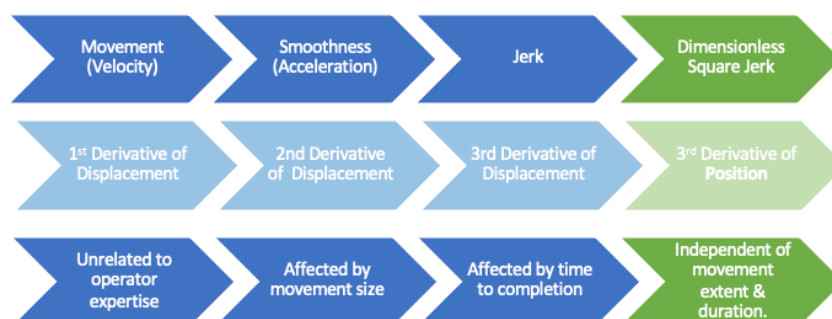 Movement
(Velocity)
Smoothness
(Acceleration)
Jerk
Dimensionless
Square Jerk
1st Derivative of
Displacement
2nd Derivative
of Displacement
3rd Derivative of
Displacement
3rd Derivative of
Position
Unrelated to
operator
expertise
Affected by
movement size
Affected by time
to completion
Independent of
movement
extent &
duration.